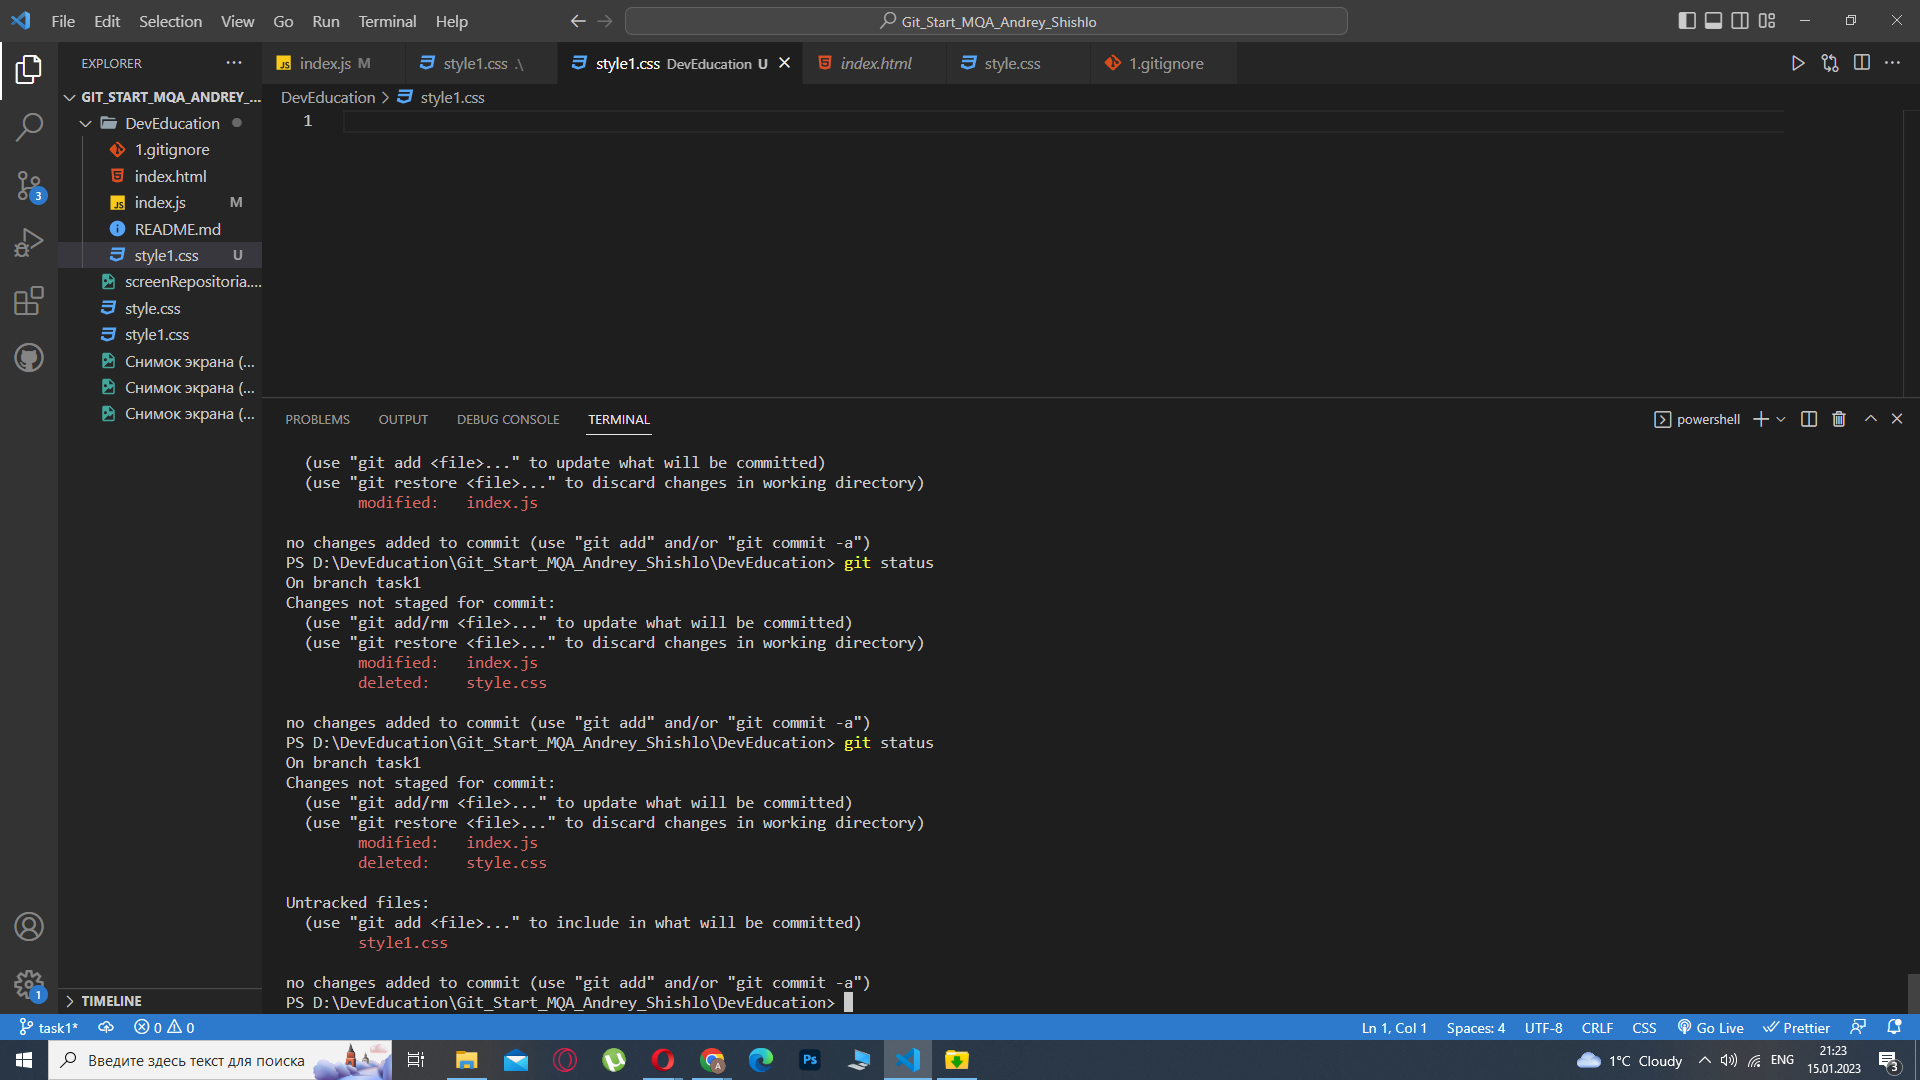 File Edit Selection View Go Run Terminal Help
Git_Start_MQA_Andrey_Shishlo
EXPLORER
index.js M
style1.css .\
style1.css DevEducation U
index.html
style.css
1.gitignore
GIT_START_MQA_ANDREY_...
DevEducation
1.gitignore
index.html
index.js M
README.md
style1.css U
screenRepositoria....
style.css
style1.css
Снимок экрана (...
Снимок экрана (...
Снимок экрана (...
3
DevEducation > style1.css
1
PROBLEMS OUTPUT DEBUG CONSOLE TERMINAL
powershell
(use "git add <file>..." to update what will be committed)
(use "git restore <file>..." to discard changes in working directory)
modified: index.js
no changes added to commit (use "git add" and/or "git commit -a")
PS D:\DevEducation\Git_Start_MQA_Andrey_Shishlo\DevEducation> git status
On branch task1
Changes not staged for commit:
(use "git add/rm <file>..." to update what will be committed)
(use "git restore <file>..." to discard changes in working directory)
modified: index.js
deleted: style.css
no changes added to commit (use "git add" and/or "git commit -a")
PS D:\DevEducation\Git_Start_MQA_Andrey_Shishlo\DevEducation> git status
On branch task1
Changes not staged for commit:
(use "git add/rm <file>..." to update what will be committed)
(use "git restore <file>..." to discard changes in working directory)
modified: index.js
deleted: style.css
Untracked files:
(use "git add <file>..." to include in what will be committed)
style1.css
no changes added to commit (use "git add" and/or "git commit -a")
PS D:\DevEducation\Git_Start_MQA_Andrey_Shishlo\DevEducation>
1
TIMELINE
task1* 0 0
Ln 1, Col 1 Spaces: 4 UTF-8 CRLF CSS Go Live Prettier
Введите здесь текст для поиска
A
Ps
1°C Cloudy
ENG
21:23
15.01.2023
3